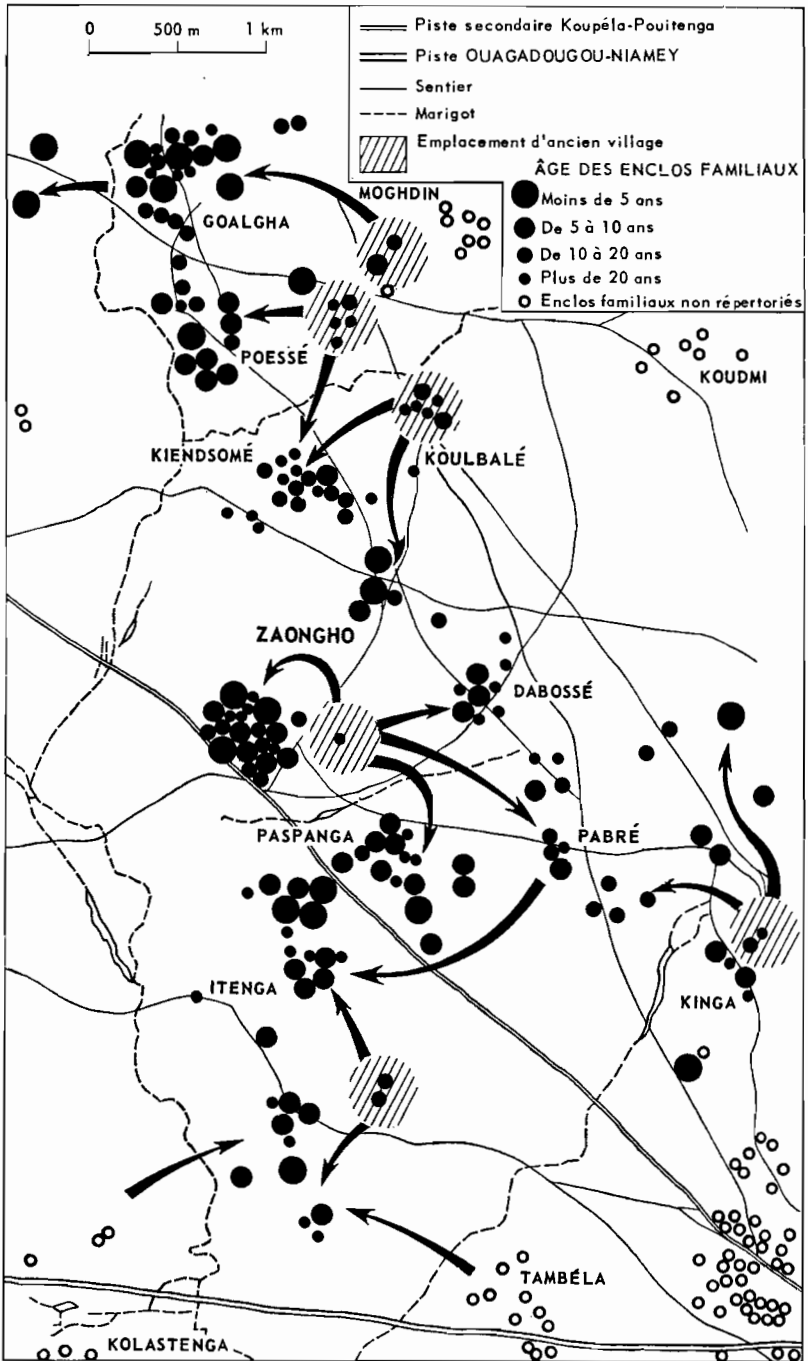 0 500 m 1 km
Piste secondaire Koupéla-Pouitenga
Piste OUAGADOUGOU-NIAMEY
Sentier
Marigot
Emplacement d'ancien village
ÂGE DES ENCLOS FAMILIAUX
Moins de 5 ans
De 5 à 10 ans
De 10 à 20 ans
Plus de 20 ans
Enclos familiaux non répertoriés
MOGHDIN
GOALGHA
POESSÉ
KOUDMI
KIENDSOMÉ
KOULBALÉ
ZAONGHO
DABOSSÉ
PASPANGA
PABRÉ
ITENGA
KINGA
TAMBÉLA
KOLASTENGA